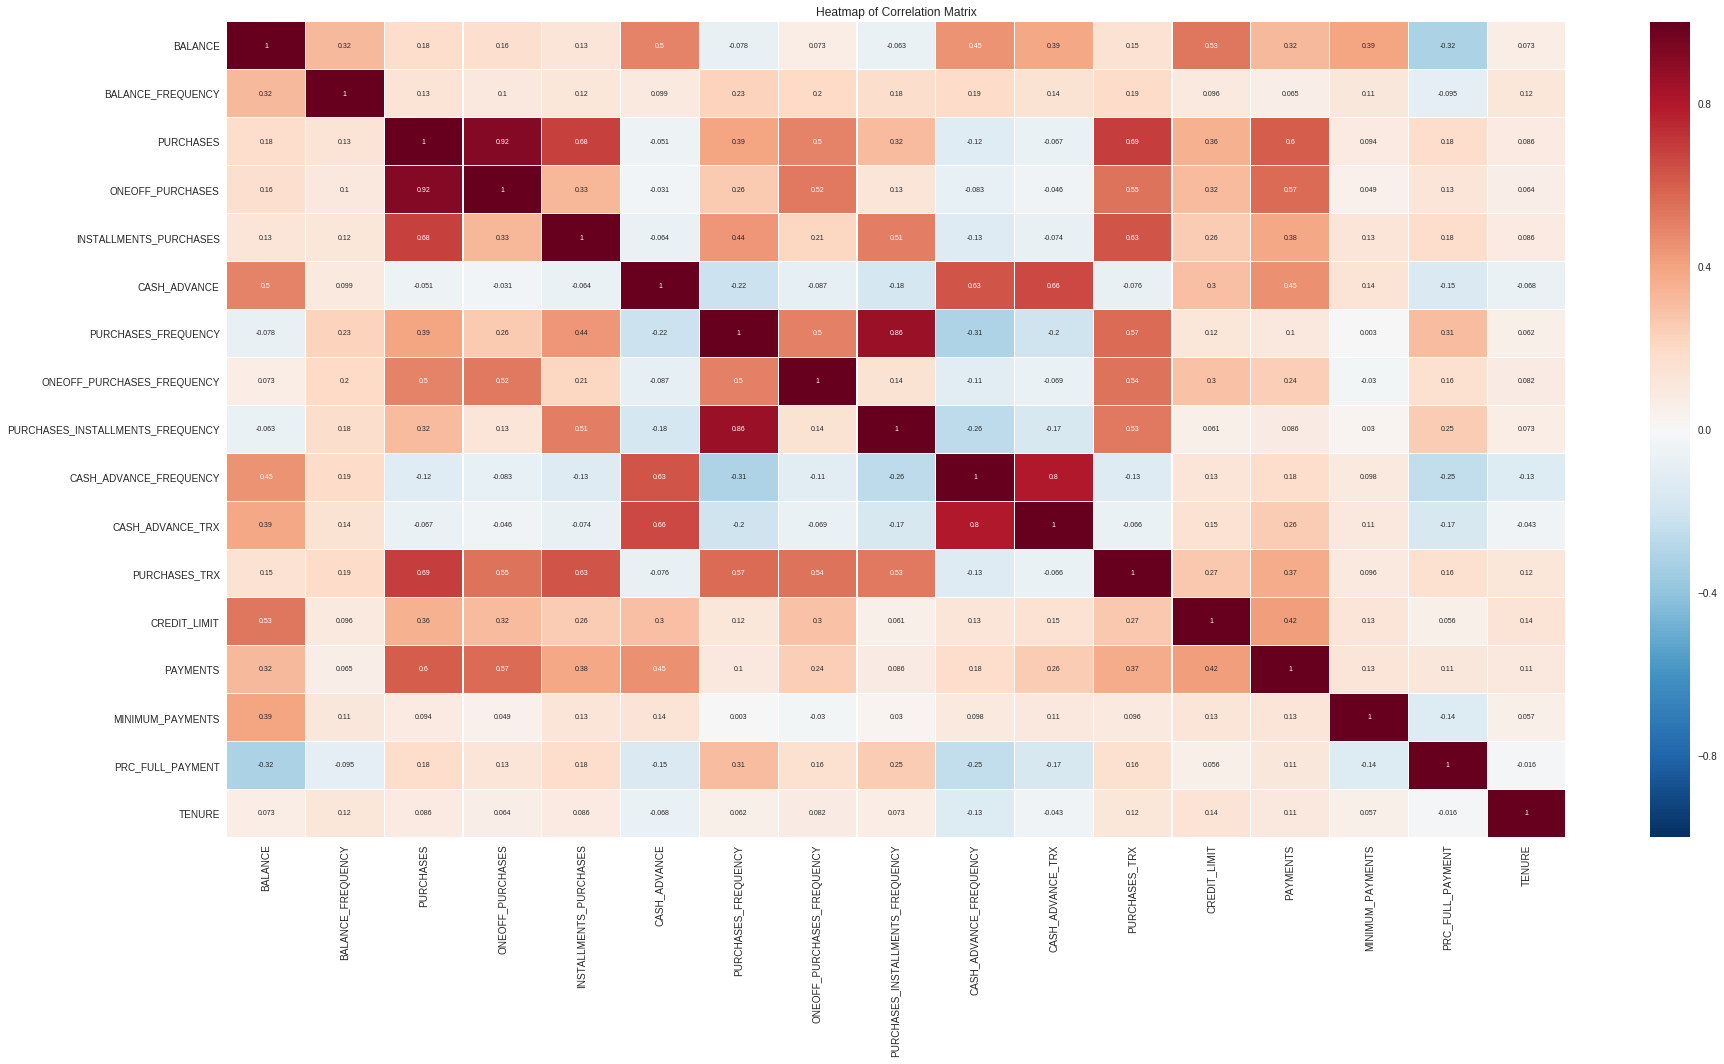 Heatmap of Correlation Matrix
BALANCE 1 0.32 0.18 0.16 0.13 0.5 -0.078 0.073 -0.063 0.45 0.39 0.15 0.53 0.32 0.39 -0.32 0.073
BALANCE_FREQUENCY 0.32 1 0.13 0.1 0.12 0.099 0.23 0.2 0.18 0.19 0.14 0.19 0.096 0.065 0.11 -0.095 0.12
PURCHASES 0.18 0.13 1 0.92 0.68 -0.051 0.39 0.5 0.32 -0.12 -0.067 0.69 0.36 0.6 0.094 0.18 0.086
ONEOFF_PURCHASES 0.16 0.1 0.92 1 0.33 -0.031 0.26 0.52 0.13 -0.083 -0.046 0.55 0.32 0.57 0.049 0.13 0.064
INSTALLMENTS_PURCHASES 0.13 0.12 0.68 0.33 1 -0.064 0.44 0.21 0.51 -0.13 -0.074 0.63 0.26 0.38 0.13 0.18 0.086
CASH_ADVANCE 0.5 0.099 -0.051 -0.031 -0.064 1 -0.22 -0.087 -0.18 0.63 0.66 -0.076 0.3 0.45 0.14 -0.15 -0.068
PURCHASES_FREQUENCY -0.078 0.23 0.39 0.26 0.44 -0.22 1 0.5 0.86 -0.31 -0.2 0.57 0.12 0.1 0.003 0.31 0.062
ONEOFF_PURCHASES_FREQUENCY 0.073 0.2 0.5 0.52 0.21 -0.087 0.5 1 0.14 -0.11 -0.069 0.54 0.3 0.24 -0.03 0.16 0.082
PURCHASES_INSTALLMENTS_FREQUENCY -0.063 0.18 0.32 0.13 0.51 -0.18 0.86 0.14 1 -0.26 -0.17 0.53 0.061 0.086 0.03 0.25 0.073
CASH_ADVANCE_FREQUENCY 0.45 0.19 -0.12 -0.083 -0.13 0.63 -0.31 -0.11 -0.26 1 0.8 -0.13 0.13 0.18 0.098 -0.25 -0.13
CASH_ADVANCE_TRX 0.39 0.14 -0.067 -0.046 -0.074 0.66 -0.2 -0.069 -0.17 0.8 1 -0.066 0.15 0.26 0.11 -0.17 -0.043
PURCHASES_TRX 0.15 0.19 0.69 0.55 0.63 -0.076 0.57 0.54 0.53 -0.13 -0.066 1 0.27 0.37 0.096 0.16 0.12
CREDIT_LIMIT 0.53 0.096 0.36 0.32 0.26 0.3 0.12 0.3 0.061 0.13 0.15 0.27 1 0.42 0.13 0.056 0.14
PAYMENTS 0.32 0.065 0.6 0.57 0.38 0.45 0.1 0.24 0.086 0.18 0.26 0.37 0.42 1 0.13 0.11 0.11
MINIMUM_PAYMENTS 0.39 0.11 0.094 0.049 0.13 0.14 0.003 -0.03 0.03 0.098 0.11 0.096 0.13 0.13 1 -0.14 0.057
PRC_FULL_PAYMENT -0.32 -0.095 0.18 0.13 0.18 -0.15 0.31 0.16 0.25 -0.25 -0.17 0.16 0.056 0.11 -0.14 1 -0.016
TENURE 0.073 0.12 0.086 0.064 0.086 -0.068 0.062 0.082 0.073 -0.13 -0.043 0.12 0.14 0.11 0.057 -0.016 1
BALANCE
BALANCE_FREQUENCY
PURCHASES
ONEOFF_PURCHASES
INSTALLMENTS_PURCHASES
CASH_ADVANCE
PURCHASES_FREQUENCY
ONEOFF_PURCHASES_FREQUENCY
PURCHASES_INSTALLMENTS_FREQUENCY
CASH_ADVANCE_FREQUENCY
CASH_ADVANCE_TRX
PURCHASES_TRX
CREDIT_LIMIT
PAYMENTS
MINIMUM_PAYMENTS
PRC_FULL_PAYMENT
TENURE
0.8
0.4
0.0
−0.4
−0.8